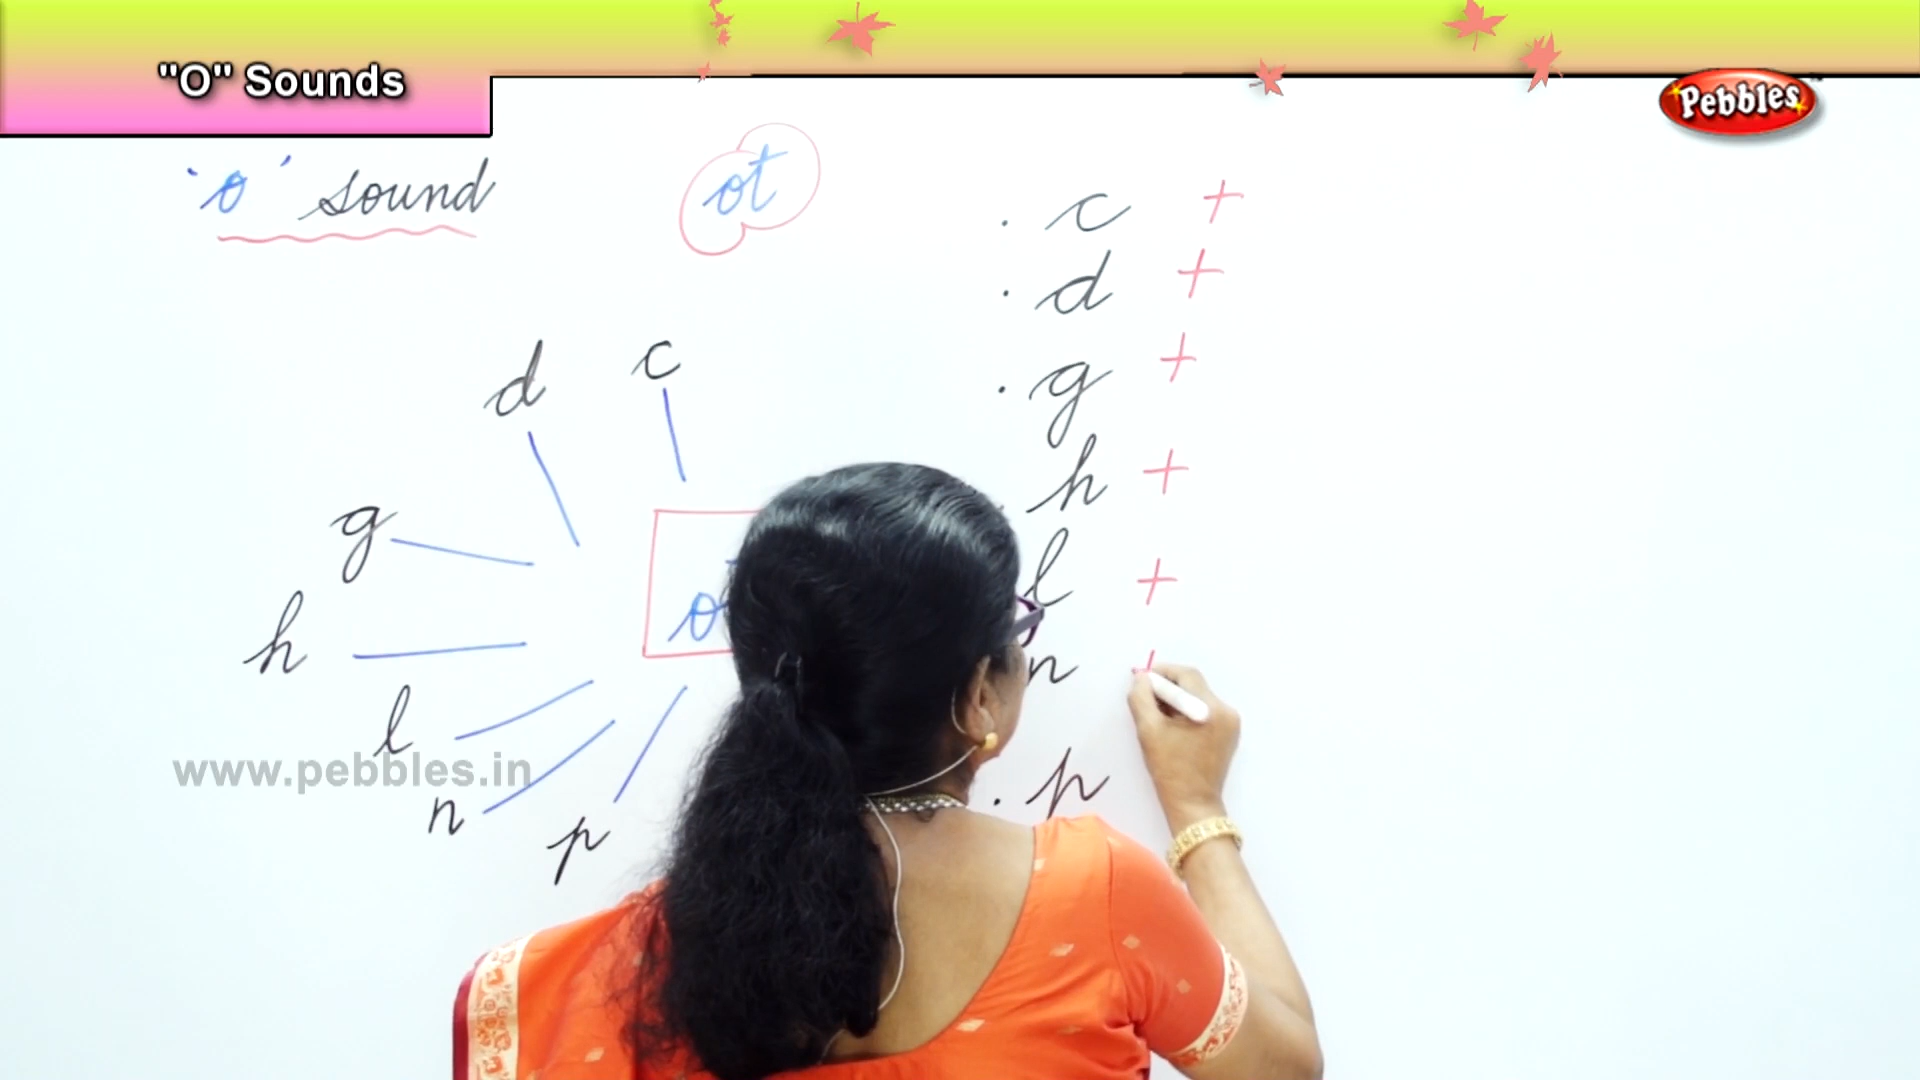 "O" Sounds
Pebbles
'o' sound
ot
c +
d +
g +
h +
l +
n +
p
c
d
g
h
l
n
p
o
www.pebbles.in